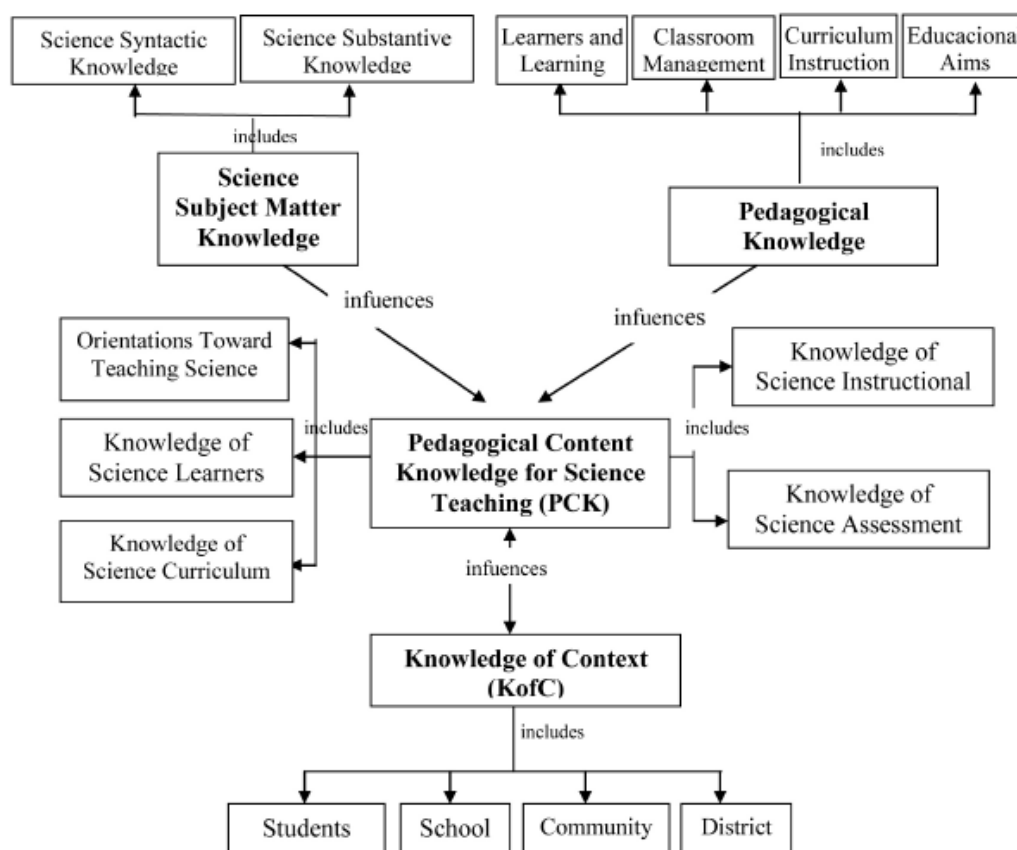 Science Syntactic
Knowledge
Science Substantive
Knowledge
Learners and
Learning
Classroom
Management
Curriculum
Instruction
Educacional
Aims
includes
includes
Science
Subject Matter
Knowledge
Pedagogical
Knowledge
infuences
infuences
Orientations Toward
Teaching Science
Knowledge of
Science Instructional
includes
includes
Knowledge of
Science Learners
Pedagogical Content
Knowledge for Science
Teaching (PCK)
Knowledge of
Science Assessment
Knowledge of
Science Curriculum
infuences
Knowledge of Context
(KofC)
includes
Students
School
Community
District